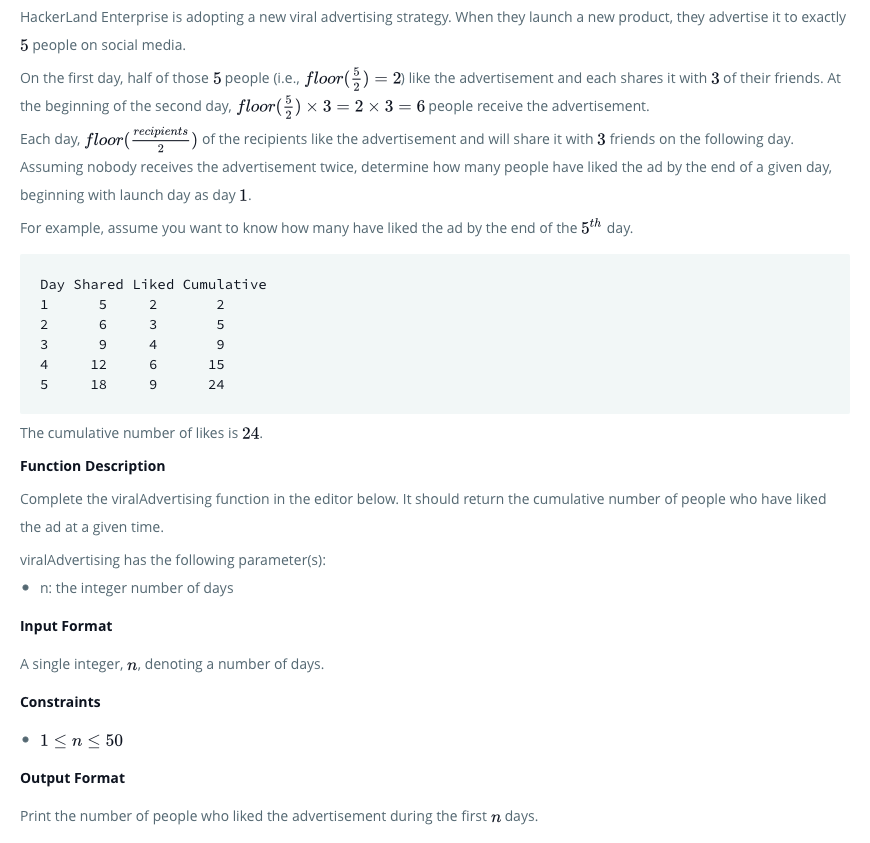 HackerLand Enterprise is adopting a new viral advertising strategy. When they launch a new product, they advertise it to exactly
5 people on social media.
On the first day, half of those 5 people (i.e., floor(5/2) = 2) like the advertisement and each shares it with 3 of their friends. At
the beginning of the second day, floor(5/2) × 3 = 2 × 3 = 6 people receive the advertisement.
Each day, floor(recipients/2) of the recipients like the advertisement and will share it with 3 friends on the following day.
Assuming nobody receives the advertisement twice, determine how many people have liked the ad by the end of a given day,
beginning with launch day as day 1.
For example, assume you want to know how many have liked the ad by the end of the 5th day.
Day Shared Liked Cumulative
1 5 2 2
2 6 3 5
3 9 4 9
4 12 6 15
5 18 9 24
The cumulative number of likes is 24.
Function Description
Complete the viralAdvertising function in the editor below. It should return the cumulative number of people who have liked
the ad at a given time.
viralAdvertising has the following parameter(s):
• n: the integer number of days
Input Format
A single integer, n, denoting a number of days.
Constraints
• 1 ≤ n ≤ 50
Output Format
Print the number of people who liked the advertisement during the first n days.